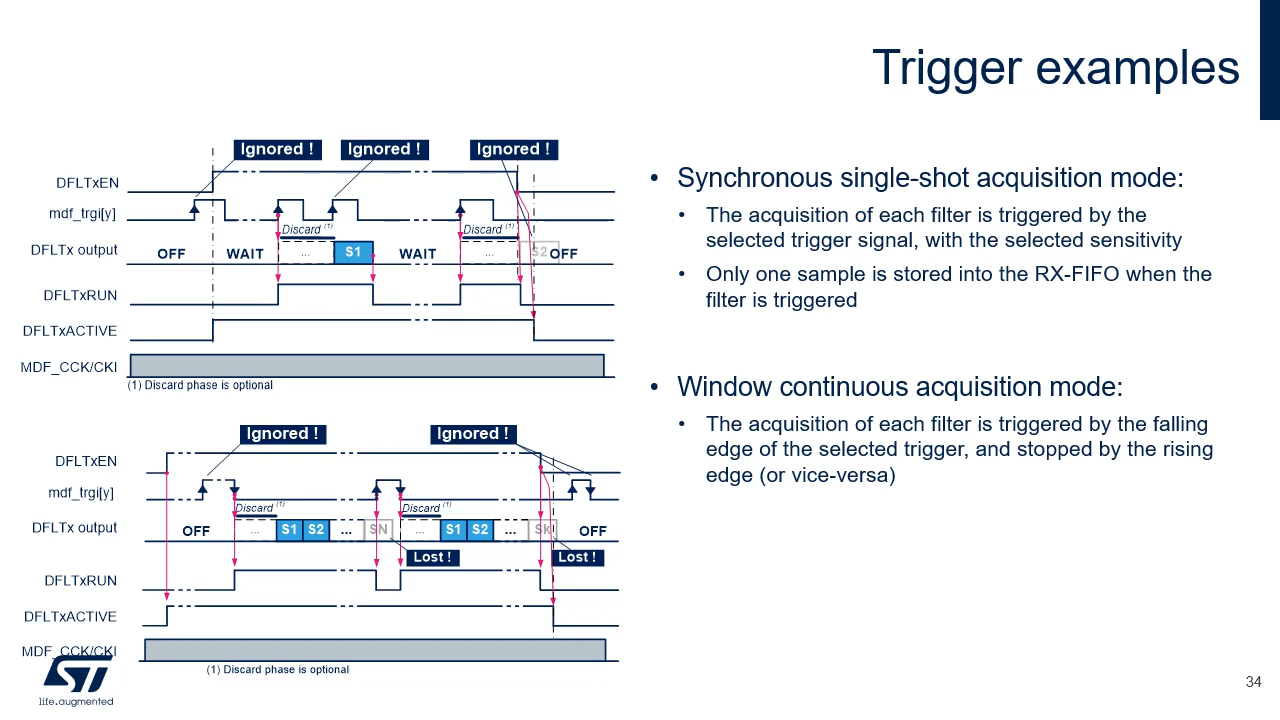 Trigger examples
Ignored ! Ignored ! Ignored !
DFLTxEN
mdf_trgi[y]
Discard (1) Discard (1)
DFLTx output OFF WAIT ... S1 WAIT ... S2 OFF
DFLTxRUN
DFLTxACTIVE
MDF_CCK/CKI
(1) Discard phase is optional
Ignored ! Ignored !
DFLTxEN
mdf_trgi[y]
Discard (1) Discard (1)
DFLTx output OFF ... S1 S2 ... SN ... S1 S2 ... Sk OFF
Lost ! Lost !
DFLTxRUN
DFLTxACTIVE
MDF_CCK/CKI
(1) Discard phase is optional
• Synchronous single-shot acquisition mode:
• The acquisition of each filter is triggered by the
selected trigger signal, with the selected sensitivity
• Only one sample is stored into the RX-FIFO when the
filter is triggered
• Window continuous acquisition mode:
• The acquisition of each filter is triggered by the falling
edge of the selected trigger, and stopped by the rising
edge (or vice-versa)
ST
life.augmented
34